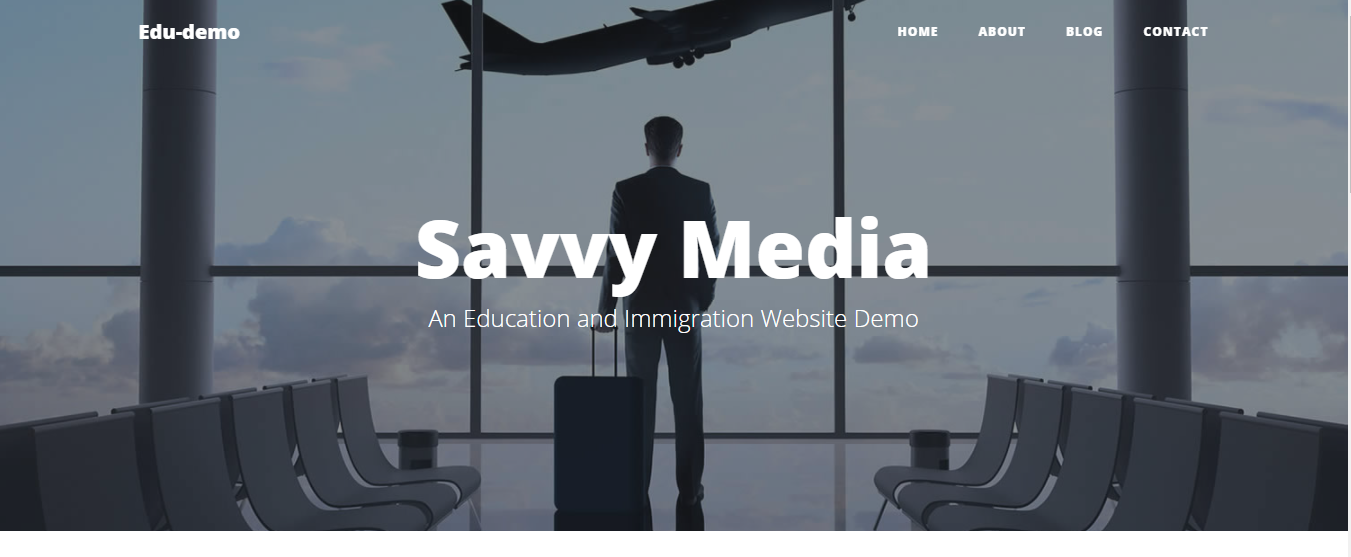 Edu-demo
HOME ABOUT BLOG CONTACT
Savvy Media
An Education and Immigration Website Demo